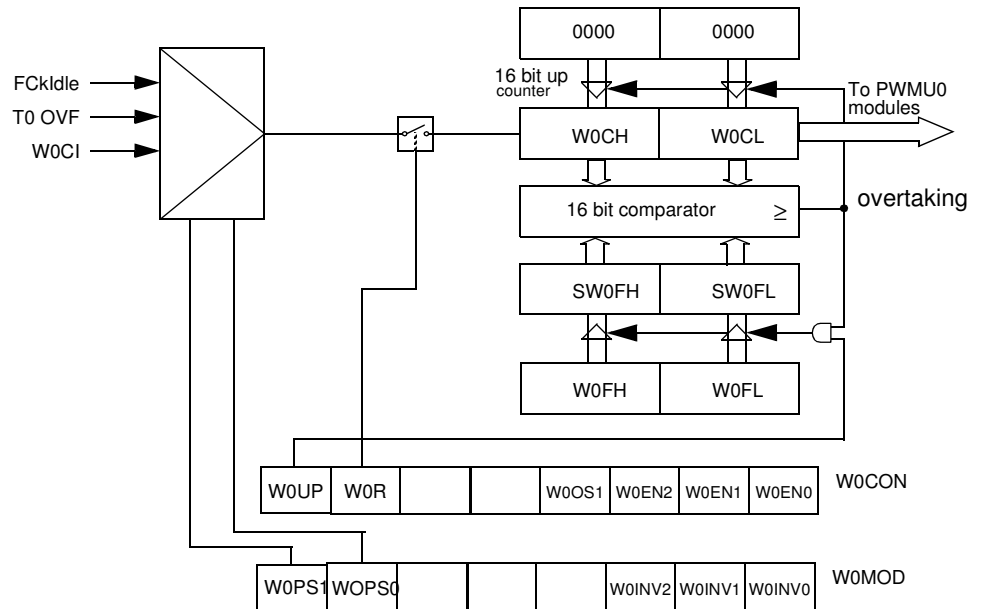 0000 0000
FCkIdle
16 bit up
counter
To PWMU0
modules
T0 OVF
W0CI
W0CH W0CL
16 bit comparator ≥
overtaking
SW0FH SW0FL
W0FH W0FL
W0UP W0R W0OS1 W0EN2 W0EN1 W0EN0 W0CON
W0PS1 WOPS0 W0INV2 W0INV1 W0INV0 W0MOD